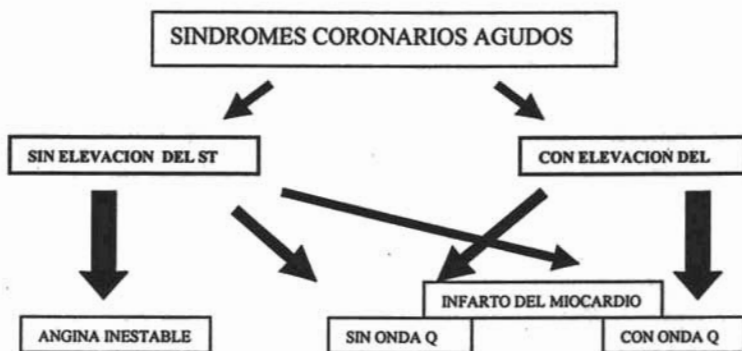 SINDROMES CORONARIOS AGUDOS
SIN ELEVACION DEL ST
CON ELEVACION DEL
INFARTO DEL MIOCARDIO
ANGINA INESTABLE
SIN ONDA Q
CON ONDA Q